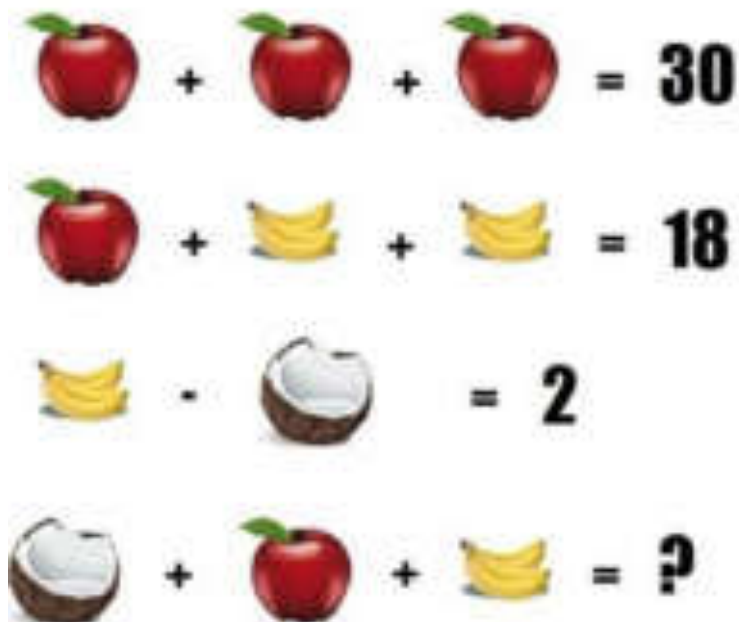 + + = 30
+ + = 18
- = 2
+ + = ?